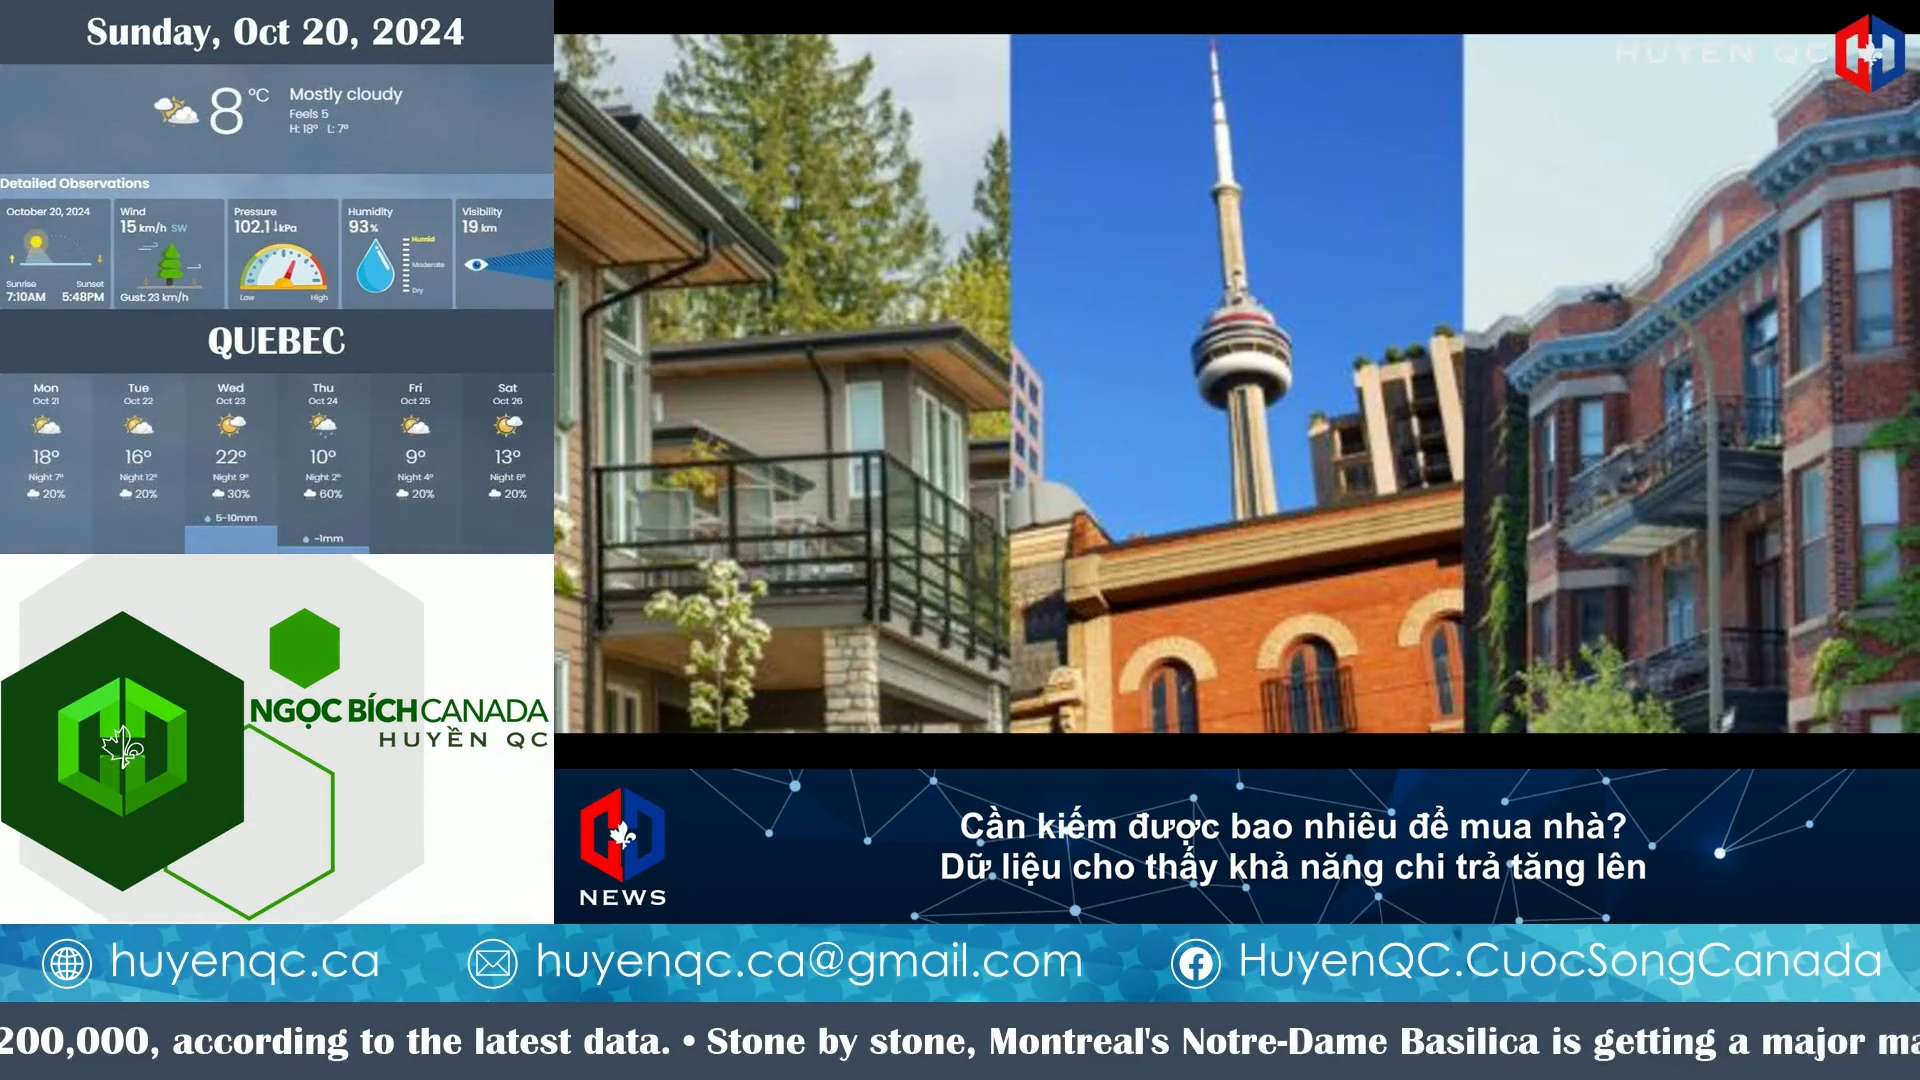 Sunday, Oct 20, 2024
8 °C
Mostly cloudy
Feels 5
H: 18° L: 7°
Detailed Observations
October 20, 2024
Sunrise Sunset
7:10AM 5:48PM
Wind
15 km/h SW
Gust: 23 km/h
Pressure
102.1 ↓kPa
Low High
Humidity
93%
Humid
Moderate
Dry
Visibility
19 km
QUEBEC
Mon Tue Wed Thu Fri Sat
Oct 21 Oct 22 Oct 23 Oct 24 Oct 25 Oct 26
18° 16° 22° 10° 9° 13°
Night 7° Night 12° Night 9° Night 2° Night 4° Night 6°
20% 20% 30% 60% 20% 20%
5-10mm
~1mm
NGỌC BÍCH CANADA
HUYỀN QC
HUYEN QC
NEWS
Cần kiếm được bao nhiêu để mua nhà?
Dữ liệu cho thấy khả năng chi trả tăng lên
huyenqc.ca
huyenqc.ca@gmail.com
HuyenQC.CuocSongCanada
200,000, according to the latest data. • Stone by stone, Montreal's Notre-Dame Basilica is getting a major ma